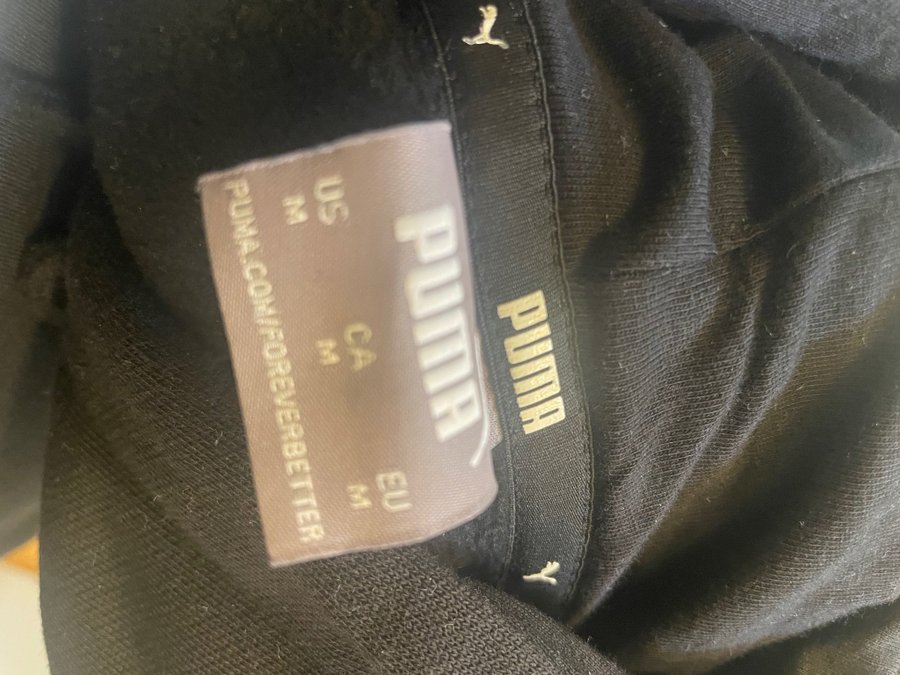 PUMA
US CA EU
M M M
PUMA.COM/FOREVERBETTER
PUMA